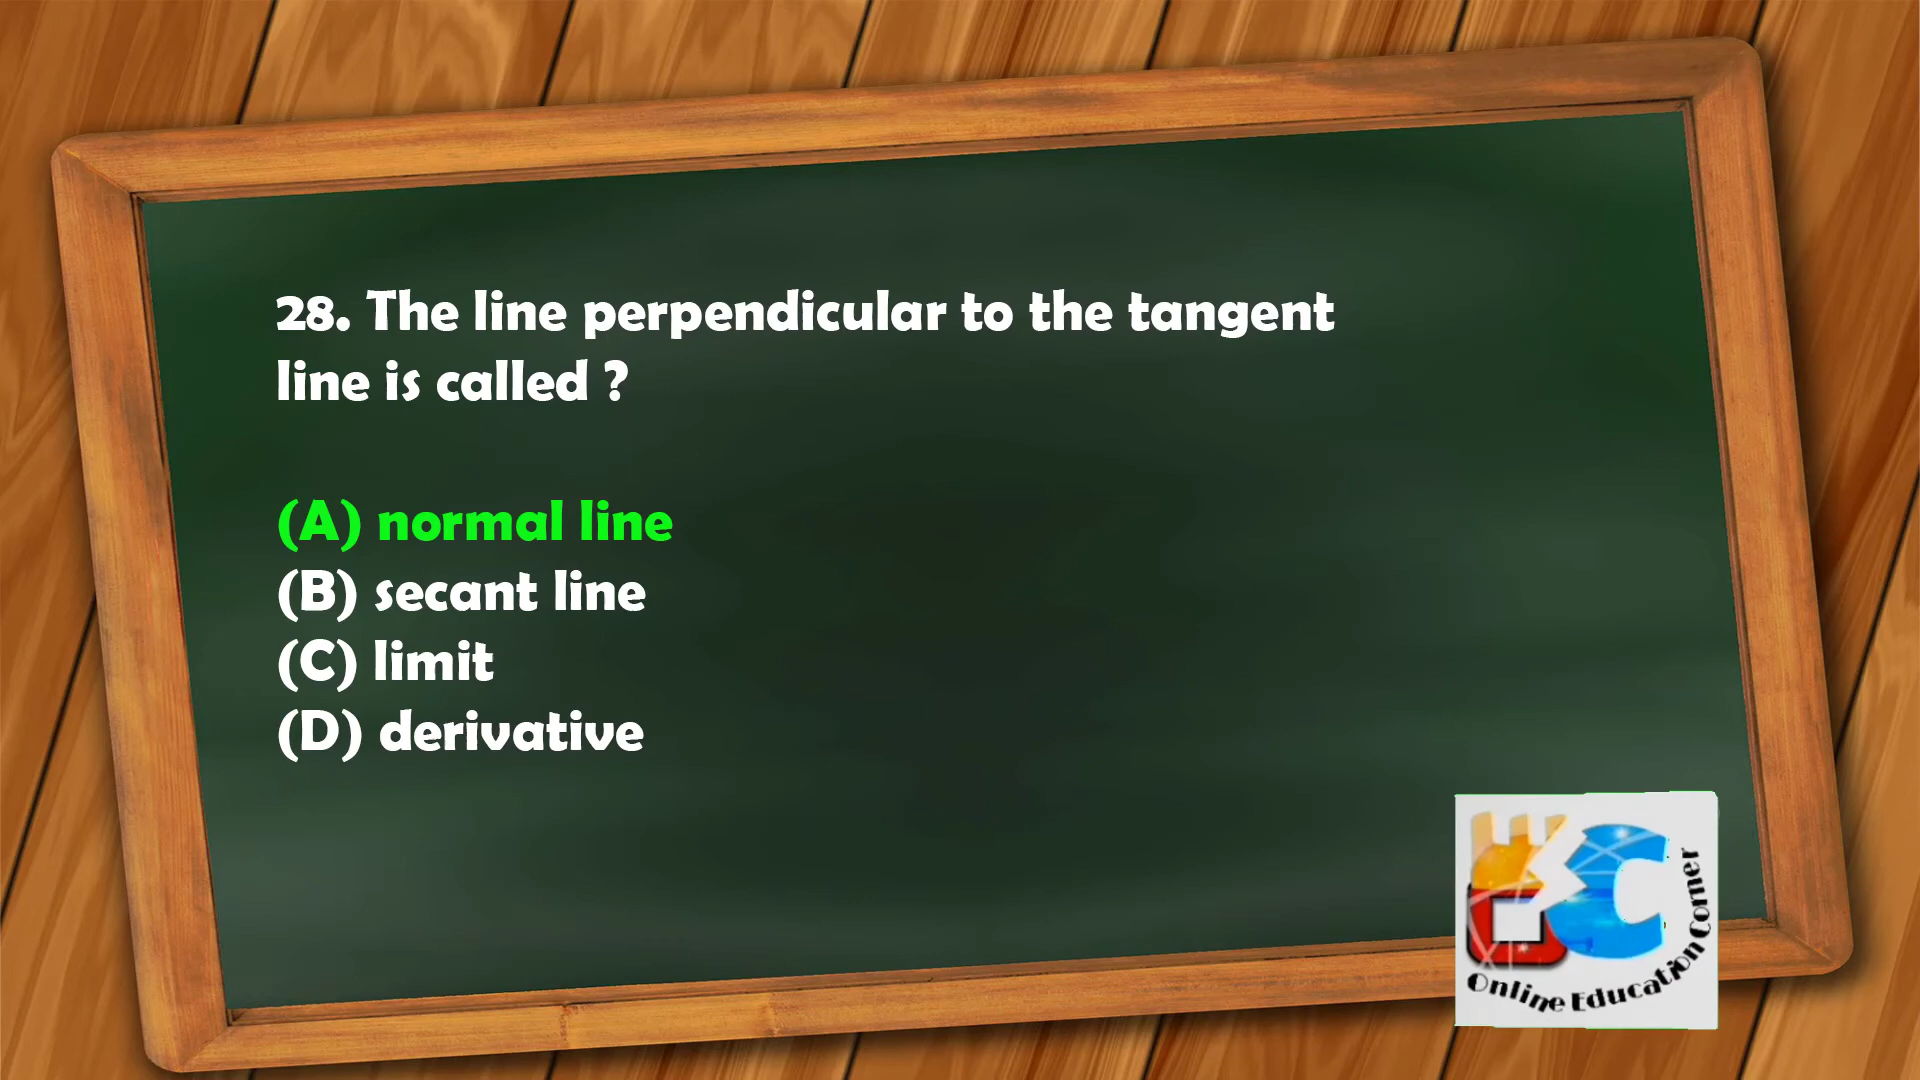 28. The line perpendicular to the tangent
line is called ?
(A) normal line
(B) secant line
(C) limit
(D) derivative
Online Education Corner